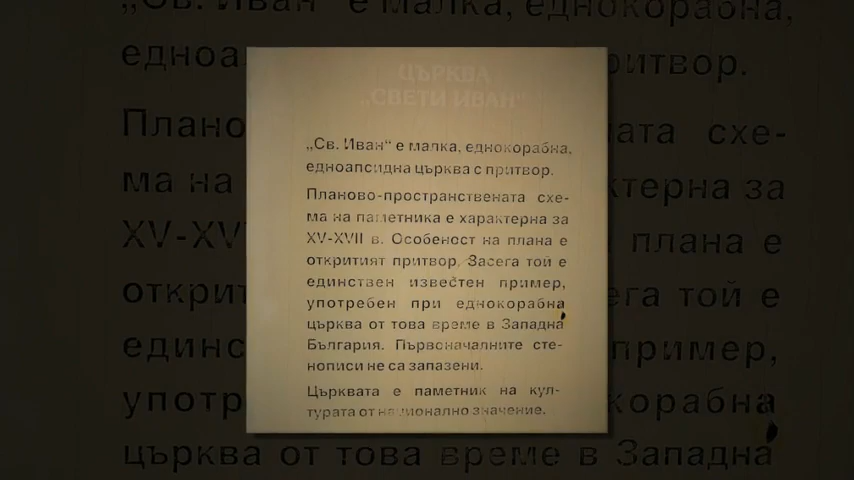 ЦЪРКВА
„СВЕТИ ИВАН“
„Св. Иван“ е малка, еднокорабна,
едноапсидна църква с притвор.
Планово-пространствената схе-
ма на паметника е характерна за
XV-XVII в. Особеност на плана е
откритият притвор. Засега той е
единствен известен пример,
употребен при еднокорабна
църква от това време в Западна
България. Първоначалните сте-
нописи не са запазени.
Църквата е паметник на кул-
турата от национално значение.